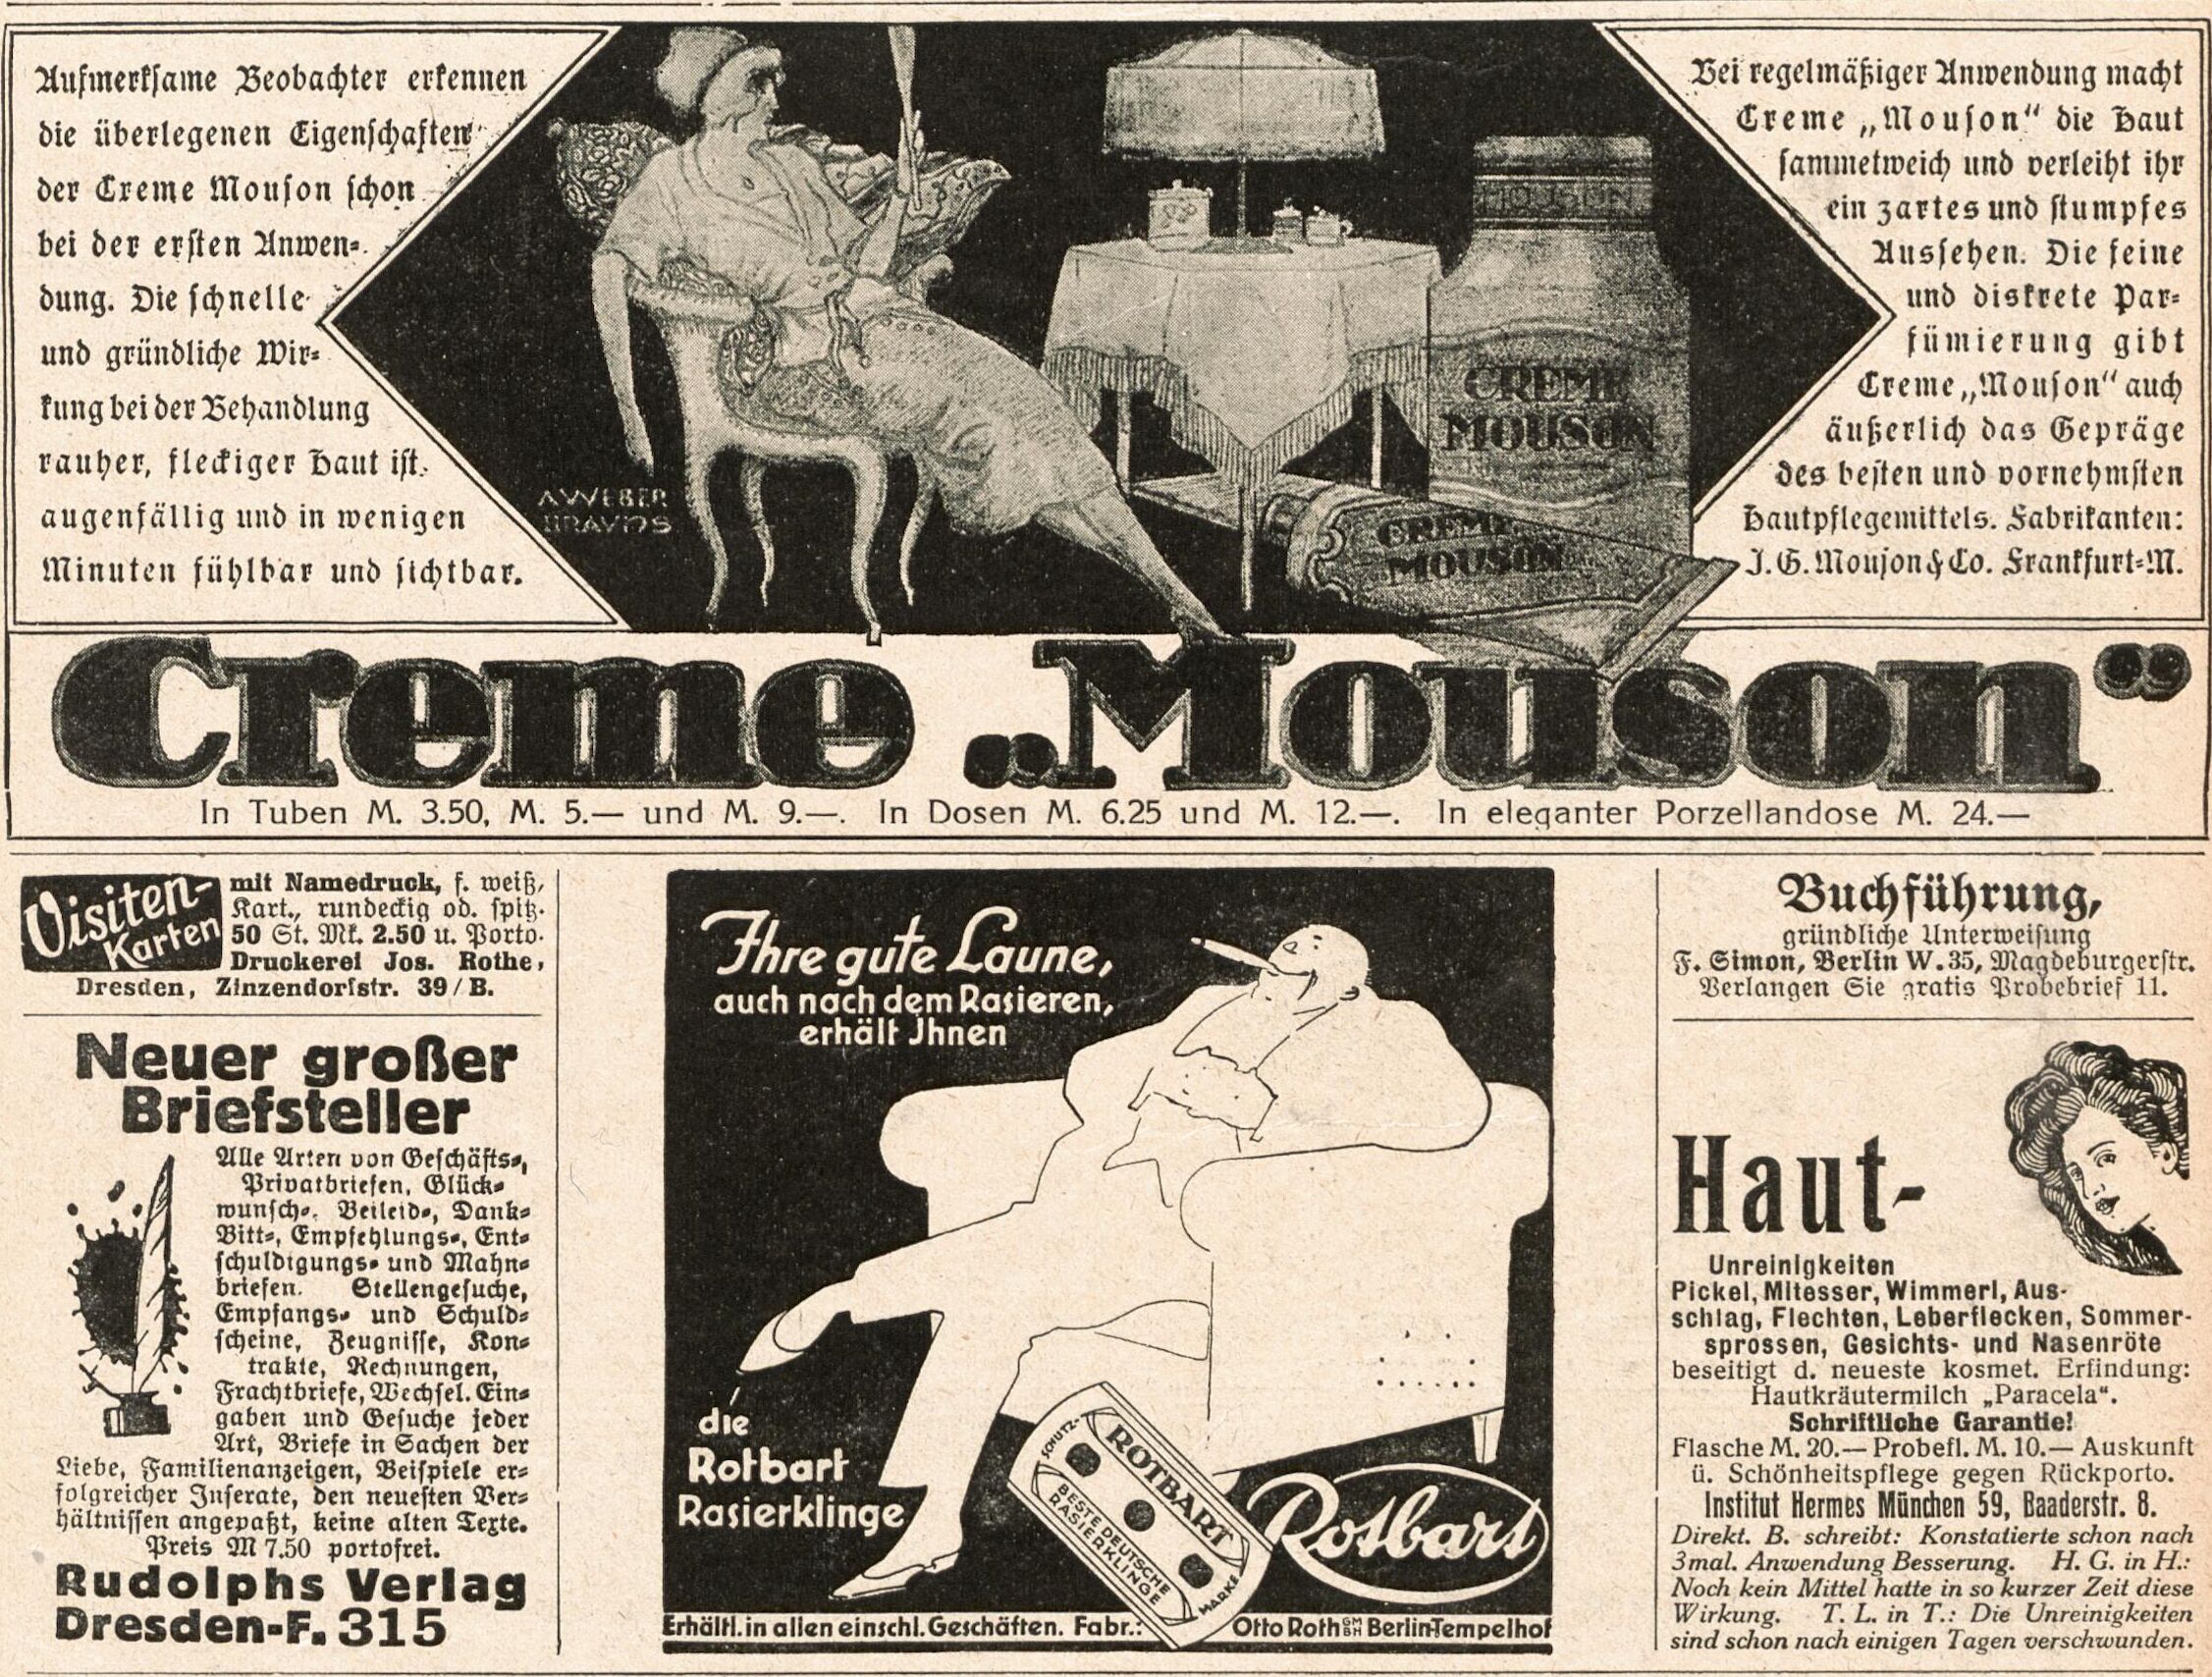 Aufmerksame Beobachter erkennen
die überlegenen Eigenschaften
der Creme Mouson schon
bei der ersten Anwen-
dung. Die schnelle
und gründliche Wir-
kung bei der Behandlung
rauher, fleckiger Haut ist
augenfällig und in wenigen
Minuten fühlbar und sichtbar.
A. WEBER
BRAUNS
MOUSON
CREME
MOUSON
CREME
MOUSON
Bei regelmäßiger Anwendung macht
Creme „Mouson“ die Haut
sammetweich und verleiht ihr
ein zartes und stumpfes
Aussehen. Die feine
und diskrete Par-
fümierung gibt
Creme „Mouson“ auch
äußerlich das Gepräge
des besten und vornehmsten
Hautpflegemittels. Fabrikanten:
J. G. Mouson & Co. Frankfurt-M.
Creme „Mouson“
In Tuben M. 3.50, M. 5.— und M. 9.—. In Dosen M. 6.25 und M. 12.—. In eleganter Porzellandose M. 24.—
Visiten-
Karten
mit Namedruck, f. weiß,
Kart., rundeckig od. spitz.
50 St. Mk. 2.50 u. Porto.
Druckerei Jos. Rothe,
Dresden, Zinzendorfstr. 39/B.
Neuer großer
Briefsteller
Alle Arten von Geschäfts-,
Privatbriefen, Glück-
wunsch-, Beileid-, Dank-
Bitt-, Empfehlungs-, Ent-
schuldigungs- und Mahn-
briefen. Stellengesuche,
Empfangs- und Schuld-
scheine, Zeugnisse, Kon-
trakte, Rechnungen,
Frachtbriefe, Wechsel. Ein-
gaben und Gesuche jeder
Art, Briefe in Sachen der
Liebe, Familienanzeigen, Beispiele er-
folgreicher Inserate, den neuesten Ver-
hältnissen angepaßt, keine alten Texte.
Preis M 7.50 portofrei.
Rudolphs Verlag
Dresden-F. 315
Ihre gute Laune,
auch nach dem Rasieren,
erhält Ihnen
die
Rotbart
Rasierklinge
SCHUTZ-
ROTBART
BESTE DEUTSCHE
RASIERKLINGE
MARKE
Rotbart
Erhältl. in allen einschl. Geschäften. Fabr.: Otto Roth GMBH Berlin-Tempelhof
Buchführung,
gründliche Unterweisung
F. Simon, Berlin W. 35, Magdeburgerstr.
Verlangen Sie gratis Probebrief 11.
Haut-
Unreinigkeiten
Pickel, Mitesser, Wimmerl, Aus-
schlag, Flechten, Leberflecken, Sommer-
sprossen, Gesichts- und Nasenröte
beseitigt d. neueste kosmet. Erfindung:
Hautkräutermilch „Paracela“.
Schriftliche Garantie!
Flasche M. 20.— Probefl. M. 10.— Auskunft
ü. Schönheitspflege gegen Rückporto.
Institut Hermes München 59, Baaderstr. 8.
Direkt. B. schreibt: Konstatierte schon nach
3mal. Anwendung Besserung. H. G. in H.:
Noch kein Mittel hatte in so kurzer Zeit diese
Wirkung. T. L. in T.: Die Unreinigkeiten
sind schon nach einigen Tagen verschwunden.